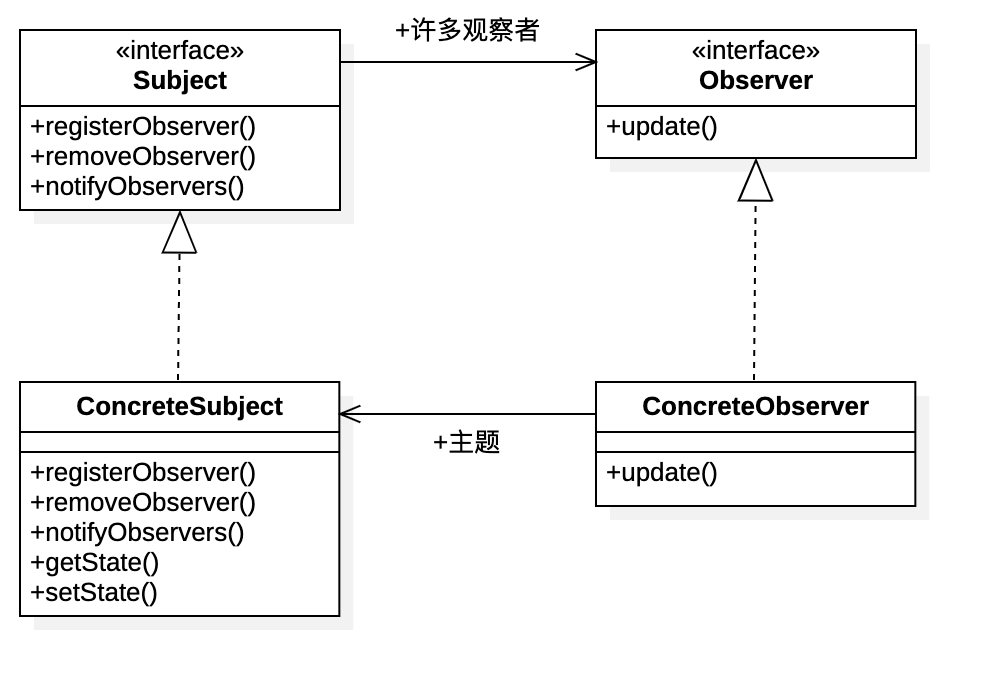 «interface»
Subject
+registerObserver()
+removeObserver()
+notifyObservers()
+许多观察者
«interface»
Observer
+update()
ConcreteSubject
+registerObserver()
+removeObserver()
+notifyObservers()
+getState()
+setState()
+主题
ConcreteObserver
+update()